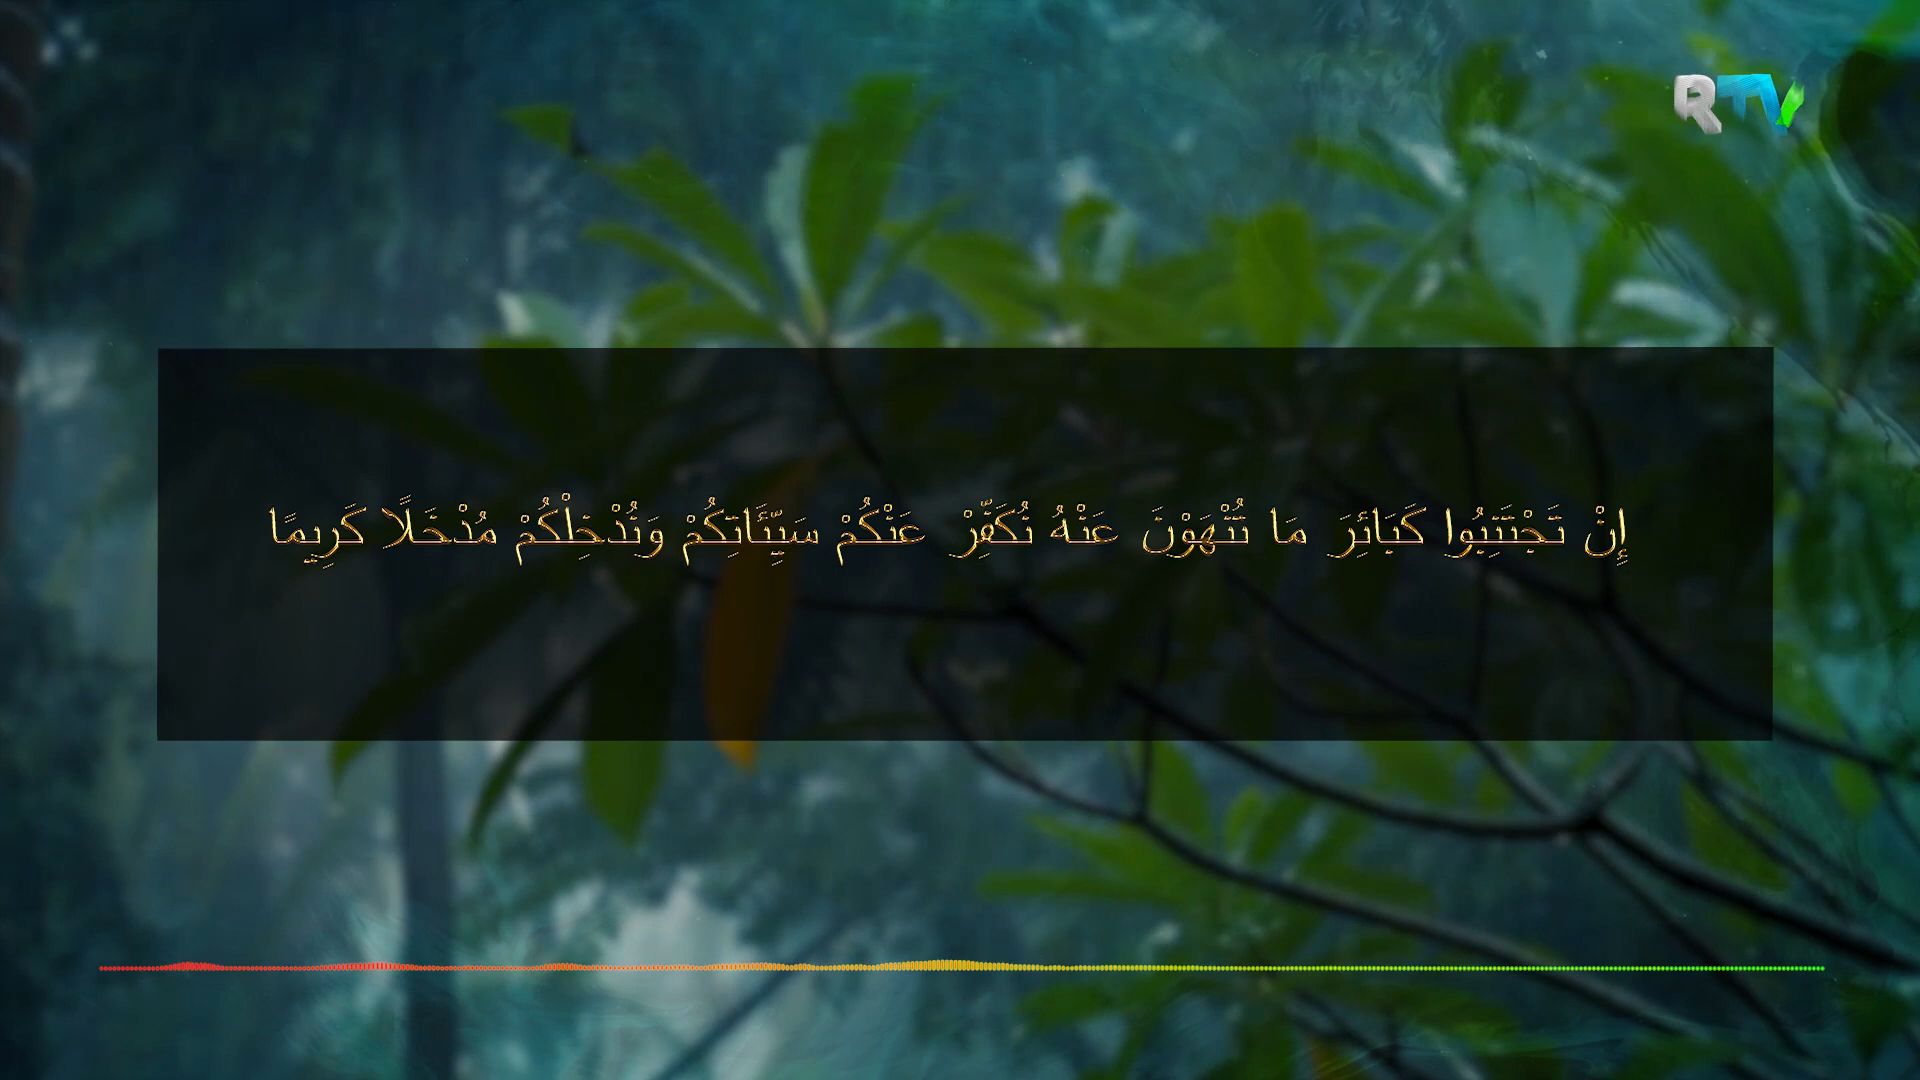 RTV
إِنْ تَجْتَنِبُوا كَبَائِرَ مَا تُنْهَوْنَ عَنْهُ نُكَفِّرْ عَنْكُمْ سَيِّئَاتِكُمْ وَنُدْخِلْكُمْ مُدْخَلًا كَرِيمًا